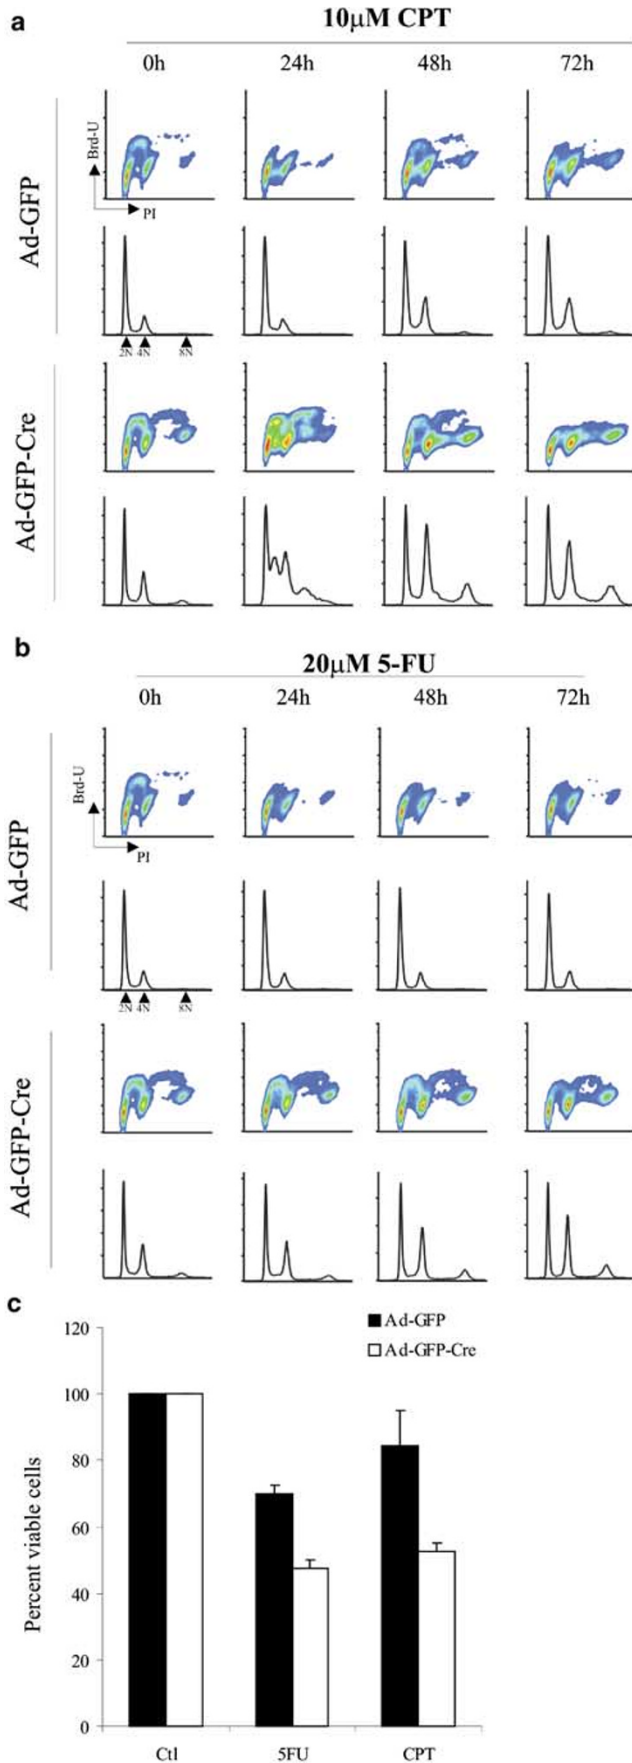 a
10µM CPT
0h 24h 48h 72h
Ad-GFP
Brd-U
PI
2N 4N 8N
Ad-GFP-Cre
b
20µM 5-FU
0h 24h 48h 72h
Ad-GFP
Brd-U
PI
2N 4N 8N
Ad-GFP-Cre
c
Ad-GFP
Ad-GFP-Cre
Percent viable cells
120
100
80
60
40
20
0
Ctl 5FU CPT